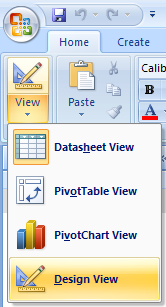 Home Create
View
Paste
Calib
B
A
Datasheet View
PivotTable View
PivotChart View
Design View